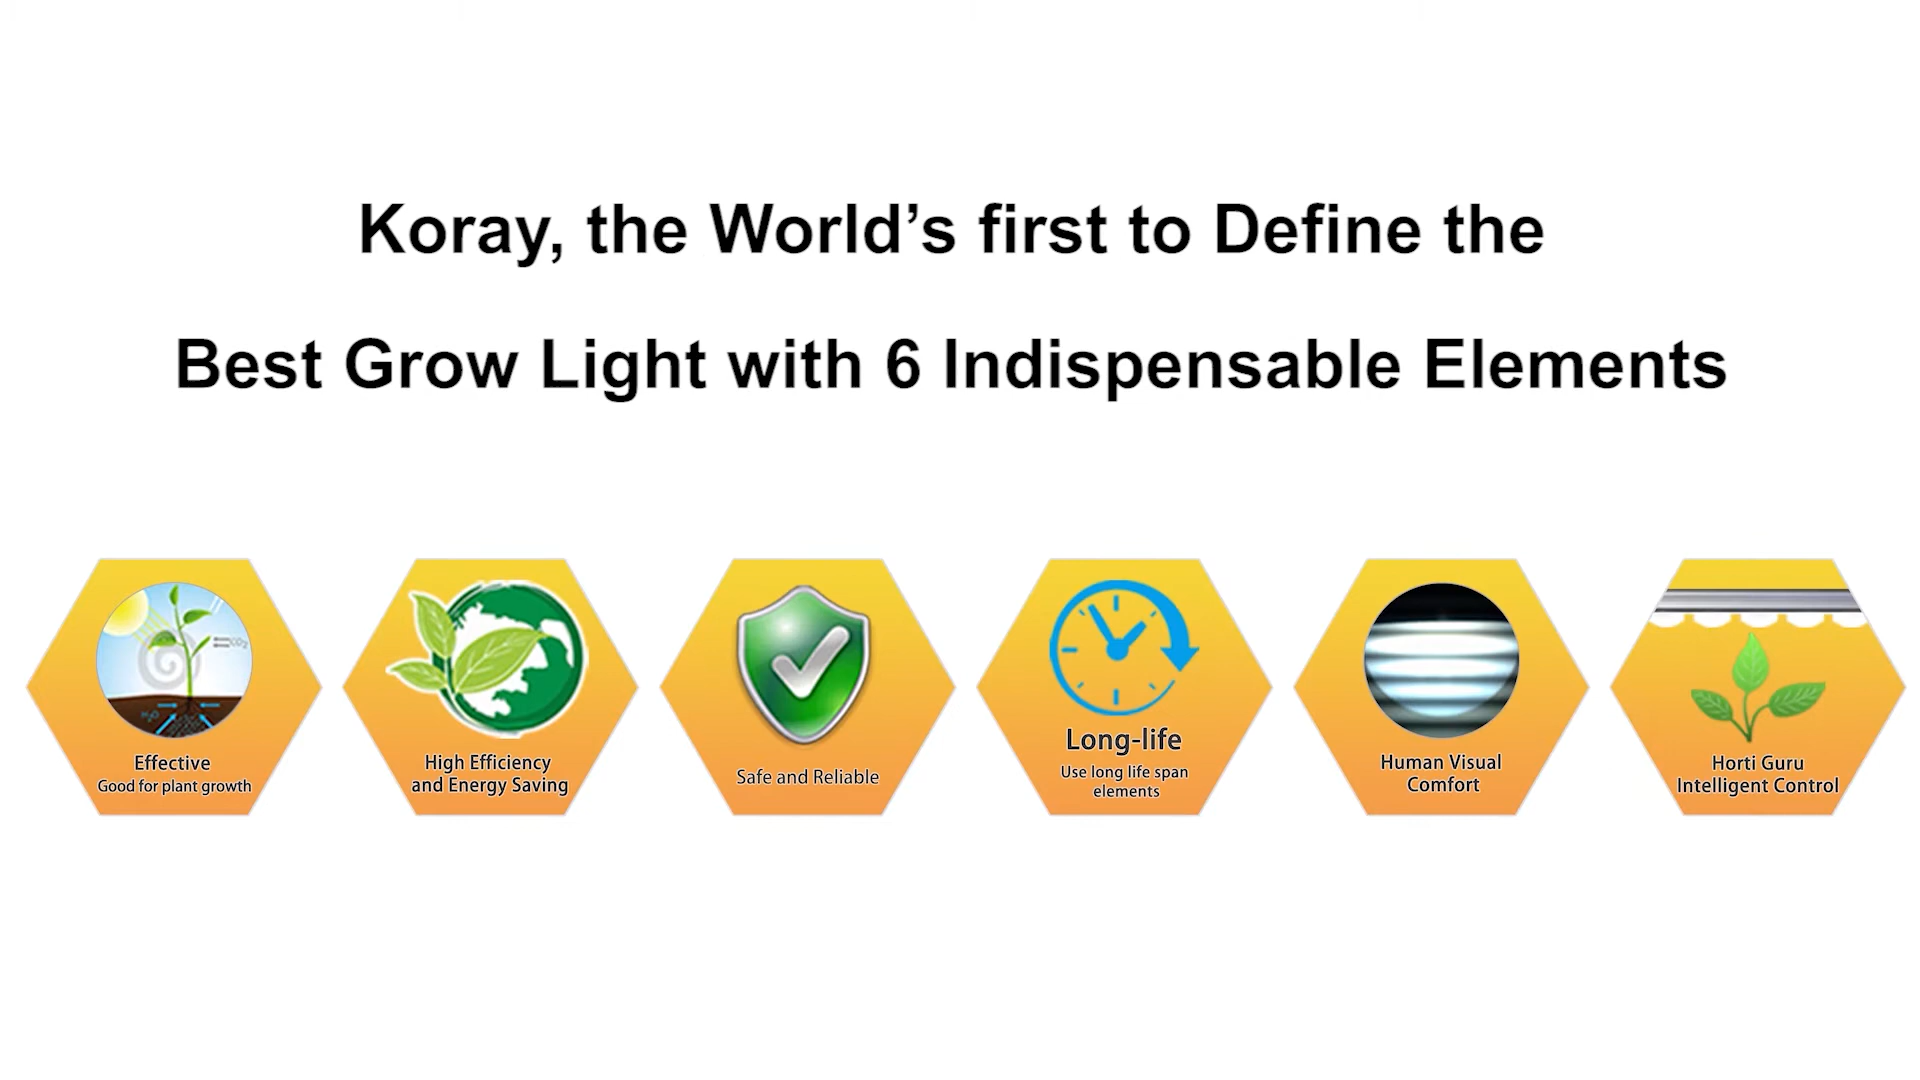 Koray, the World’s first to Define the
Best Grow Light with 6 Indispensable Elements
CO2
H2O
Effective
Good for plant growth
High Efficiency
and Energy Saving
Safe and Reliable
Long-life
Use long life span
elements
Human Visual
Comfort
Horti Guru
Intelligent Control